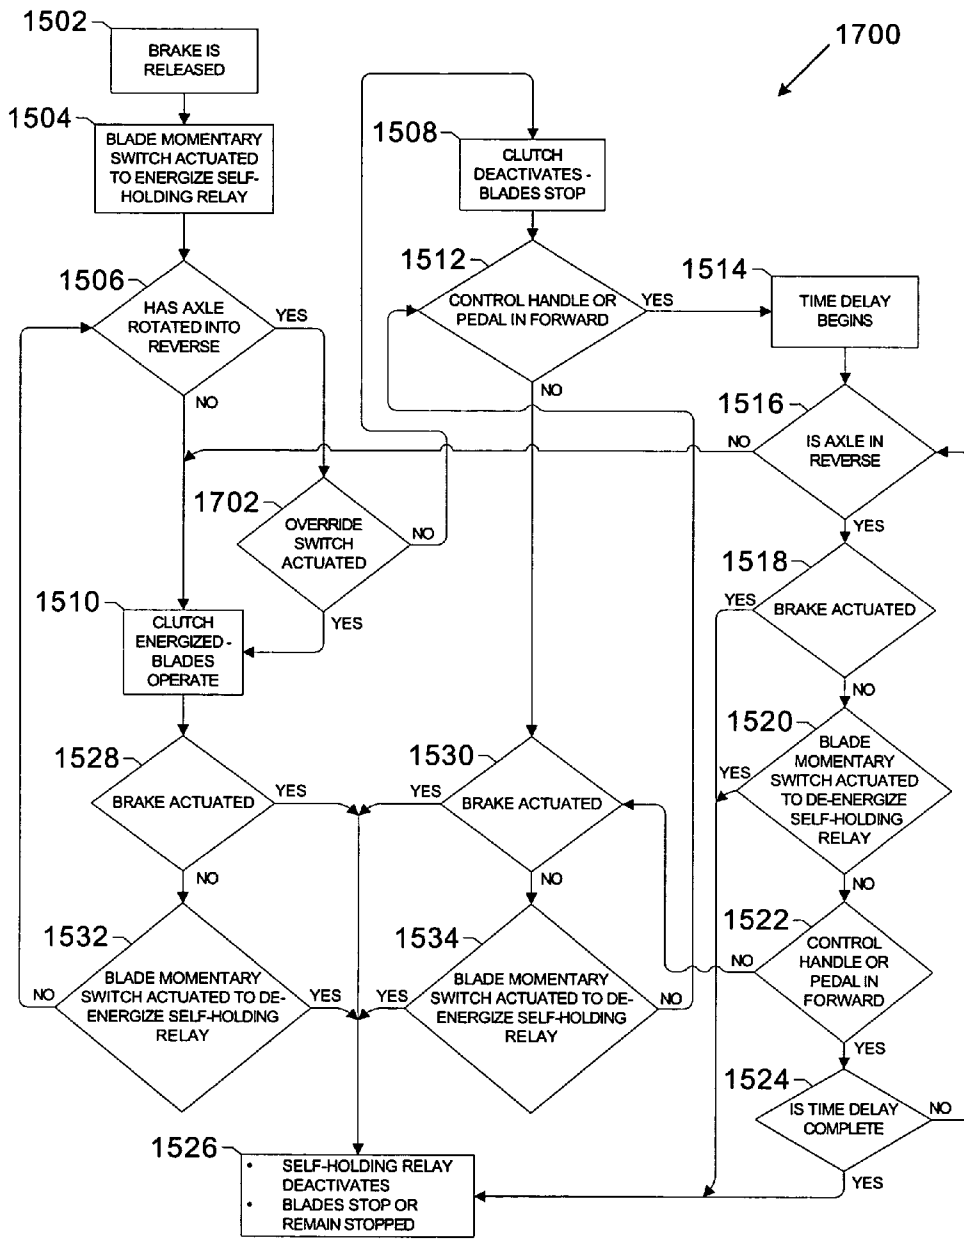 1700
1502
BRAKE IS
RELEASED
1504
BLADE MOMENTARY
SWITCH ACTUATED
TO ENERGIZE SELF-
HOLDING RELAY
1506
HAS AXLE
ROTATED INTO
REVERSE
YES
NO
1508
CLUTCH
DEACTIVATES -
BLADES STOP
1512
CONTROL HANDLE OR
PEDAL IN FORWARD
YES
NO
1514
TIME DELAY
BEGINS
1516
IS AXLE IN
REVERSE
NO
YES
1702
OVERRIDE
SWITCH
ACTUATED
NO
YES
1510
CLUTCH
ENERGIZED -
BLADES
OPERATE
1518
BRAKE ACTUATED
YES
NO
1520
BLADE
MOMENTARY
SWITCH ACTUATED
TO DE-ENERGIZE
SELF-HOLDING
RELAY
YES
NO
1528
BRAKE ACTUATED
YES
NO
1530
BRAKE ACTUATED
YES
NO
1522
CONTROL
HANDLE OR
PEDAL IN
FORWARD
NO
YES
1532
BLADE MOMENTARY
SWITCH ACTUATED TO DE-
ENERGIZE SELF-HOLDING
RELAY
NO
YES
1534
BLADE MOMENTARY
SWITCH ACTUATED TO DE-
ENERGIZE SELF-HOLDING
RELAY
YES
NO
1524
IS TIME DELAY
COMPLETE
NO
YES
1526
• SELF-HOLDING RELAY
DEACTIVATES
• BLADES STOP OR
REMAIN STOPPED